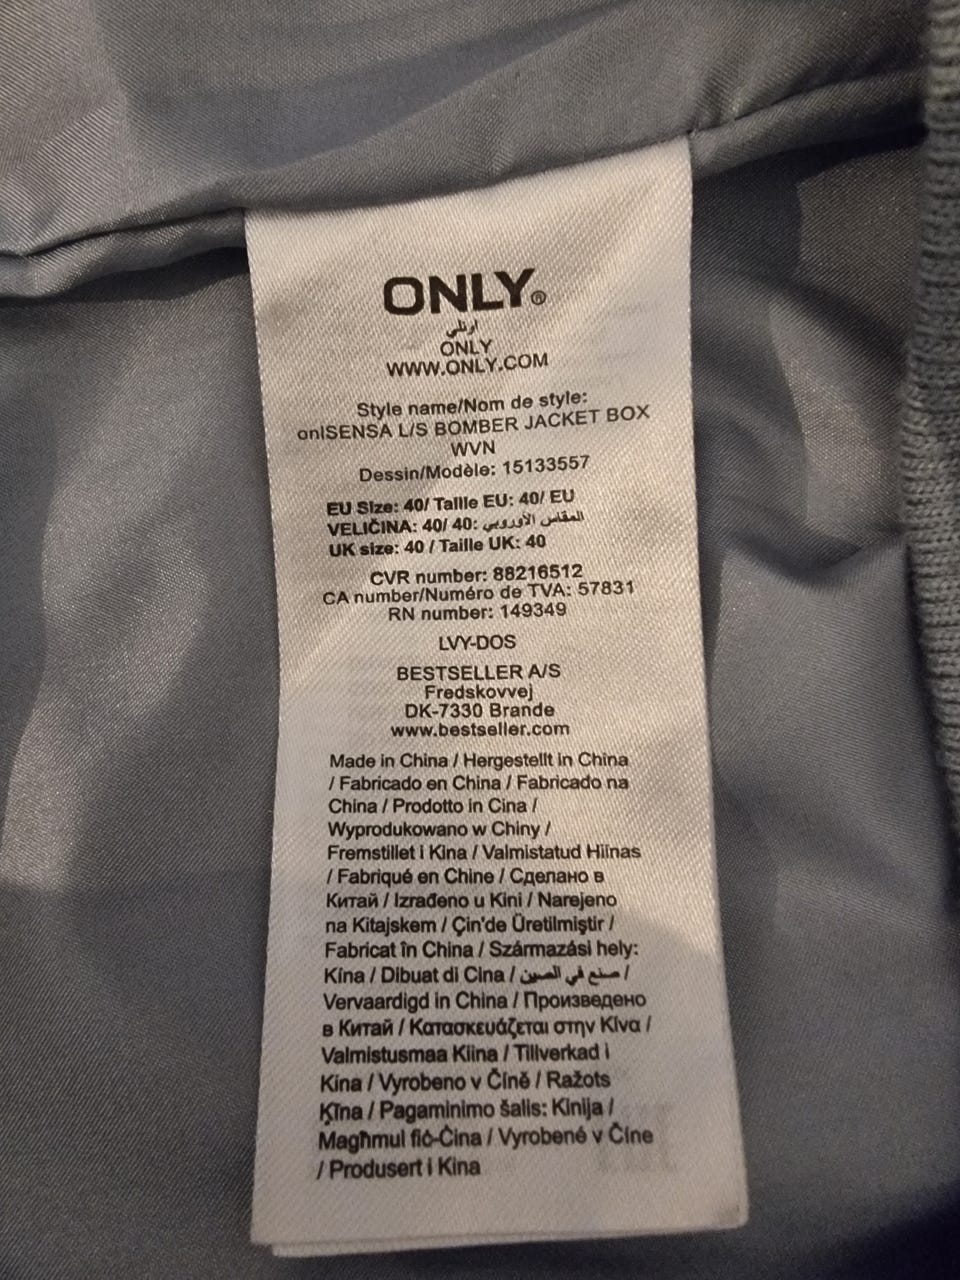 ONLY®
اونلي
ONLY
WWW.ONLY.COM
Style name/Nom de style:
onlSENSA L/S BOMBER JACKET BOX
WVN
Dessin/Modèle: 15133557
EU Size: 40/ Taille EU: 40/ EU
VELIČINA: 40/ 40: المقاس الأوروبي
UK size: 40 / Taille UK: 40
CVR number: 88216512
CA number/Numéro de TVA: 57831
RN number: 149349
LVY-DOS
BESTSELLER A/S
Fredskovvej
DK-7330 Brande
www.bestseller.com
Made in China / Hergestellt in China
/ Fabricado en China / Fabricado na
China / Prodotto in Cina /
Wyprodukowano w Chiny /
Fremstillet i Kina / Valmistatud Hiinas
/ Fabriqué en Chine / Сделано в
Китай / Izrađeno u Kini / Narejeno
na Kitajskem / Çin'de Üretilmiştir /
Fabricat în China / Származási hely:
Kína / Dibuat di Cina / صنع في الصين /
Vervaardigd in China / Произведено
в Китай / Κατασκευάζεται στην Κίνα /
Valmistusmaa Kiina / Tillverkad i
Kina / Vyrobeno v Číně / Ražots
Ķīna / Pagaminimo šalis: Kinija /
Magħmul fiċ-Ċina / Vyrobené v Číne
/ Produsert i Kina